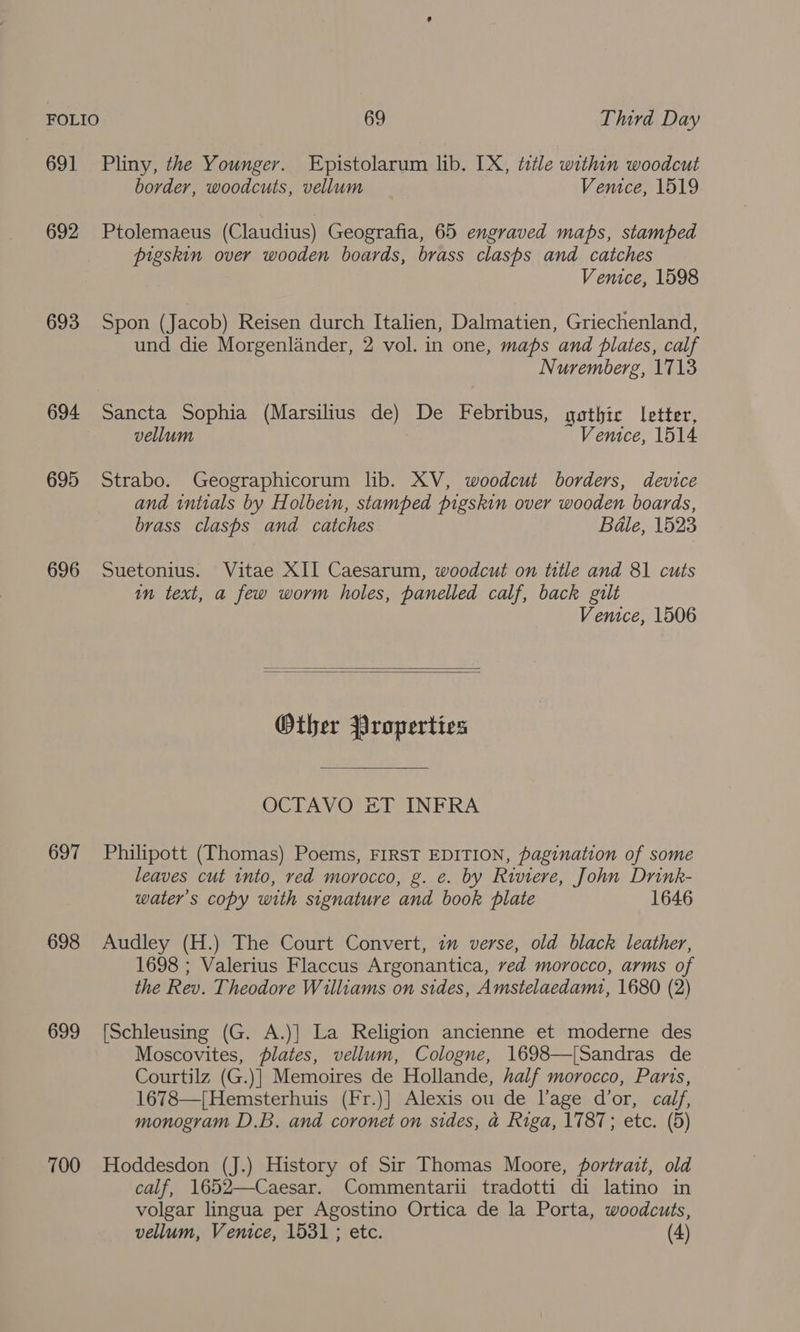 FOLIO 69 Third Day
691 Pliny, the Younger. Epistolarum lib. IX, title within woodcut
border, woodcuts, vellum Venice, 1519
692 Ptolemaeus (Claudius) Geografia, 65 engraved maps, stamped
pigskin over wooden boards, brass clasps and catches
Venice, 1598
693 Spon (Jacob) Reisen durch Italien, Dalmatien, Griechenland,
und die Morgenländer, 2 vol. in one, maps and plates, calf
Nuremberg, 1713
694 Sancta Sophia (Marsilius de) De Febribus, gothic letter,
vellum Venice, 1514
695 Strabo. Geographicorum lib. XV, woodcut borders, device
and intials by Holbein, stamped pigskin over wooden boards,
brass clasps and catches Bâle, 1523
696 Suetonius. Vitae XII Caesarum, woodcut on title and 81 cuts
in text, a few worm holes, panelled calf, back gilt
Venice, 1506
Other Properties
OCTAVO ET INFRA
697 Philipott (Thomas) Poems, FIRST EDITION, pagination of some
leaves cut into, red morocco, g. e. by Riviere, John Drink-
water's copy with signature and book plate 1646
698 Audley (H.) The Court Convert, in verse, old black leather,
1698 ; Valerius Flaccus Argonantica, red morocco, arms of
the Rev. Theodore Williams on sides, Amstelaedami, 1680 (2)
699 [Schleusing (G. A.)] La Religion ancienne et moderne des
Moscovites, plates, vellum, Cologne, 1698—[Sandras de
Courtilz (G.)] Memoires de Hollande, half morocco, Paris,
1678—[Hemsterhuis (Fr.)] Alexis ou de l'age d'or, calf,
monogram D.B. and coronet on sides, à Riga, 1787 ; etc. (5)
700 Hoddesdon (J.) History of Sir Thomas Moore, portrait, old
calf, 1652—Caesar. Commentarii tradotti di latino in
volgar lingua per Agostino Ortica de la Porta, woodcuts,
vellum, Venice, 1531 ; etc. (4)